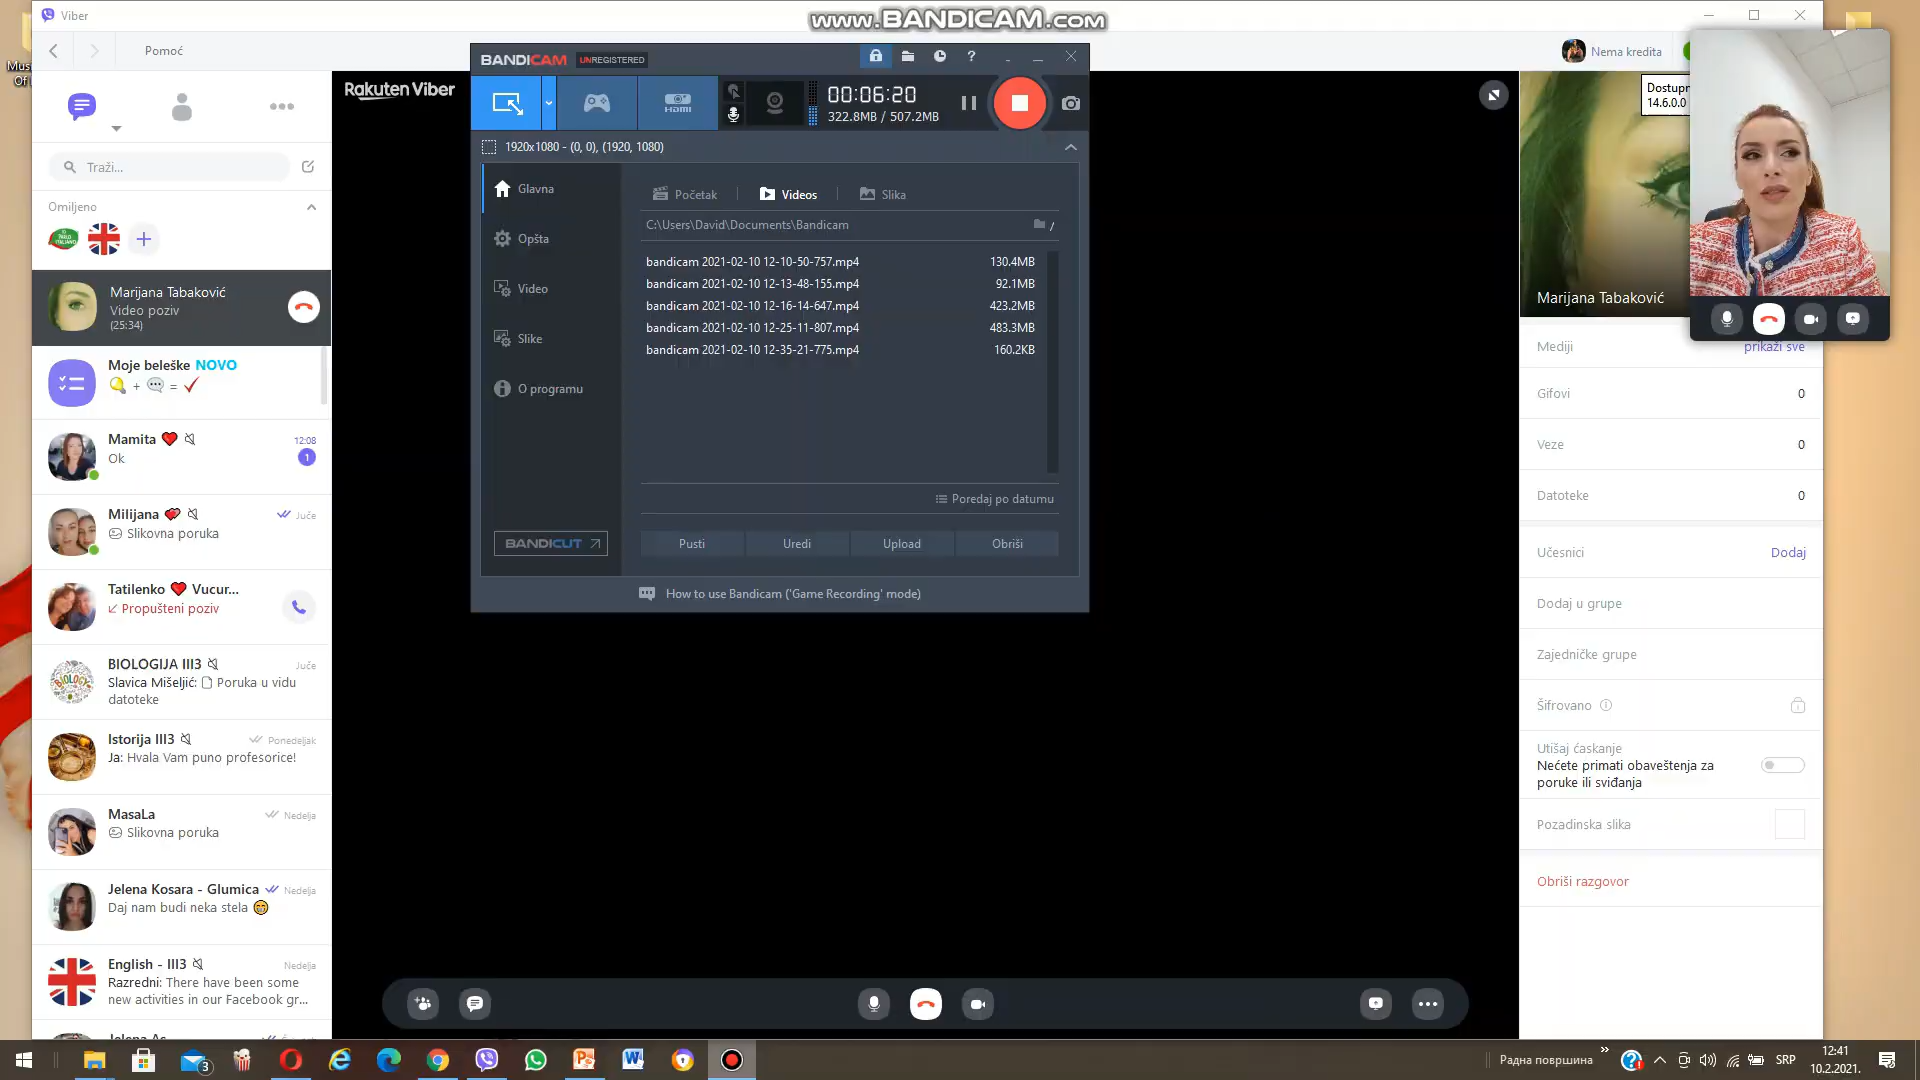 www.BANDICAM.com
Viber
Pomoć
Nema kredita
Traži...
Omiljeno
Marijana Tabaković
Video poziv
(25:34)
Moje beleške NOVO
+ =
Mamita
12:08
Ok
1
Milijana
Juče
Slikovna poruka
Tatilenko Vucur...
Propušteni poziv
BIOLOGIJA III3
Juče
Slavica Mišeljić: Poruka u vidu
datoteke
Istorija III3
Ponedeljak
Ja: Hvala Vam puno profesorice!
MasaLa
Nedelja
Slikovna poruka
Jelena Kosara - Glumica
Nedelja
Daj nam budi neka stela
English - III3
Nedelja
Razredni: There have been some
new activities in our Facebook gr...
Rakuten Viber
BANDICAM UNREGISTERED
HDMI
00:06:20
322.8MB / 507.2MB
1920x1080 - (0, 0), (1920, 1080)
Glavna
Opšta
Video
Slike
O programu
BANDICUT
Početak
Videos
Slika
C:\Users\David\Documents\Bandicam
/
bandicam 2021-02-10 12-10-50-757.mp4 130.4MB
bandicam 2021-02-10 12-13-48-155.mp4 92.1MB
bandicam 2021-02-10 12-16-14-647.mp4 423.2MB
bandicam 2021-02-10 12-25-11-807.mp4 483.3MB
bandicam 2021-02-10 12-35-21-775.mp4 160.2KB
Poredaj po datumu
Pusti Uredi Upload Obriši
How to use Bandicam ('Game Recording' mode)
14.6.0.0
Marijana Tabaković
Mediji prikaži sve
Gifovi 0
Veze 0
Datoteke 0
Učesnici Dodaj
Dodaj u grupe
Zajedničke grupe
Šifrovano
Utišaj ćaskanje
Nećete primati obaveštenja za
poruke ili sviđanja
Pozadinska slika
Obriši razgovor
3
Радна површина
SRP
12:41
10.2.2021.